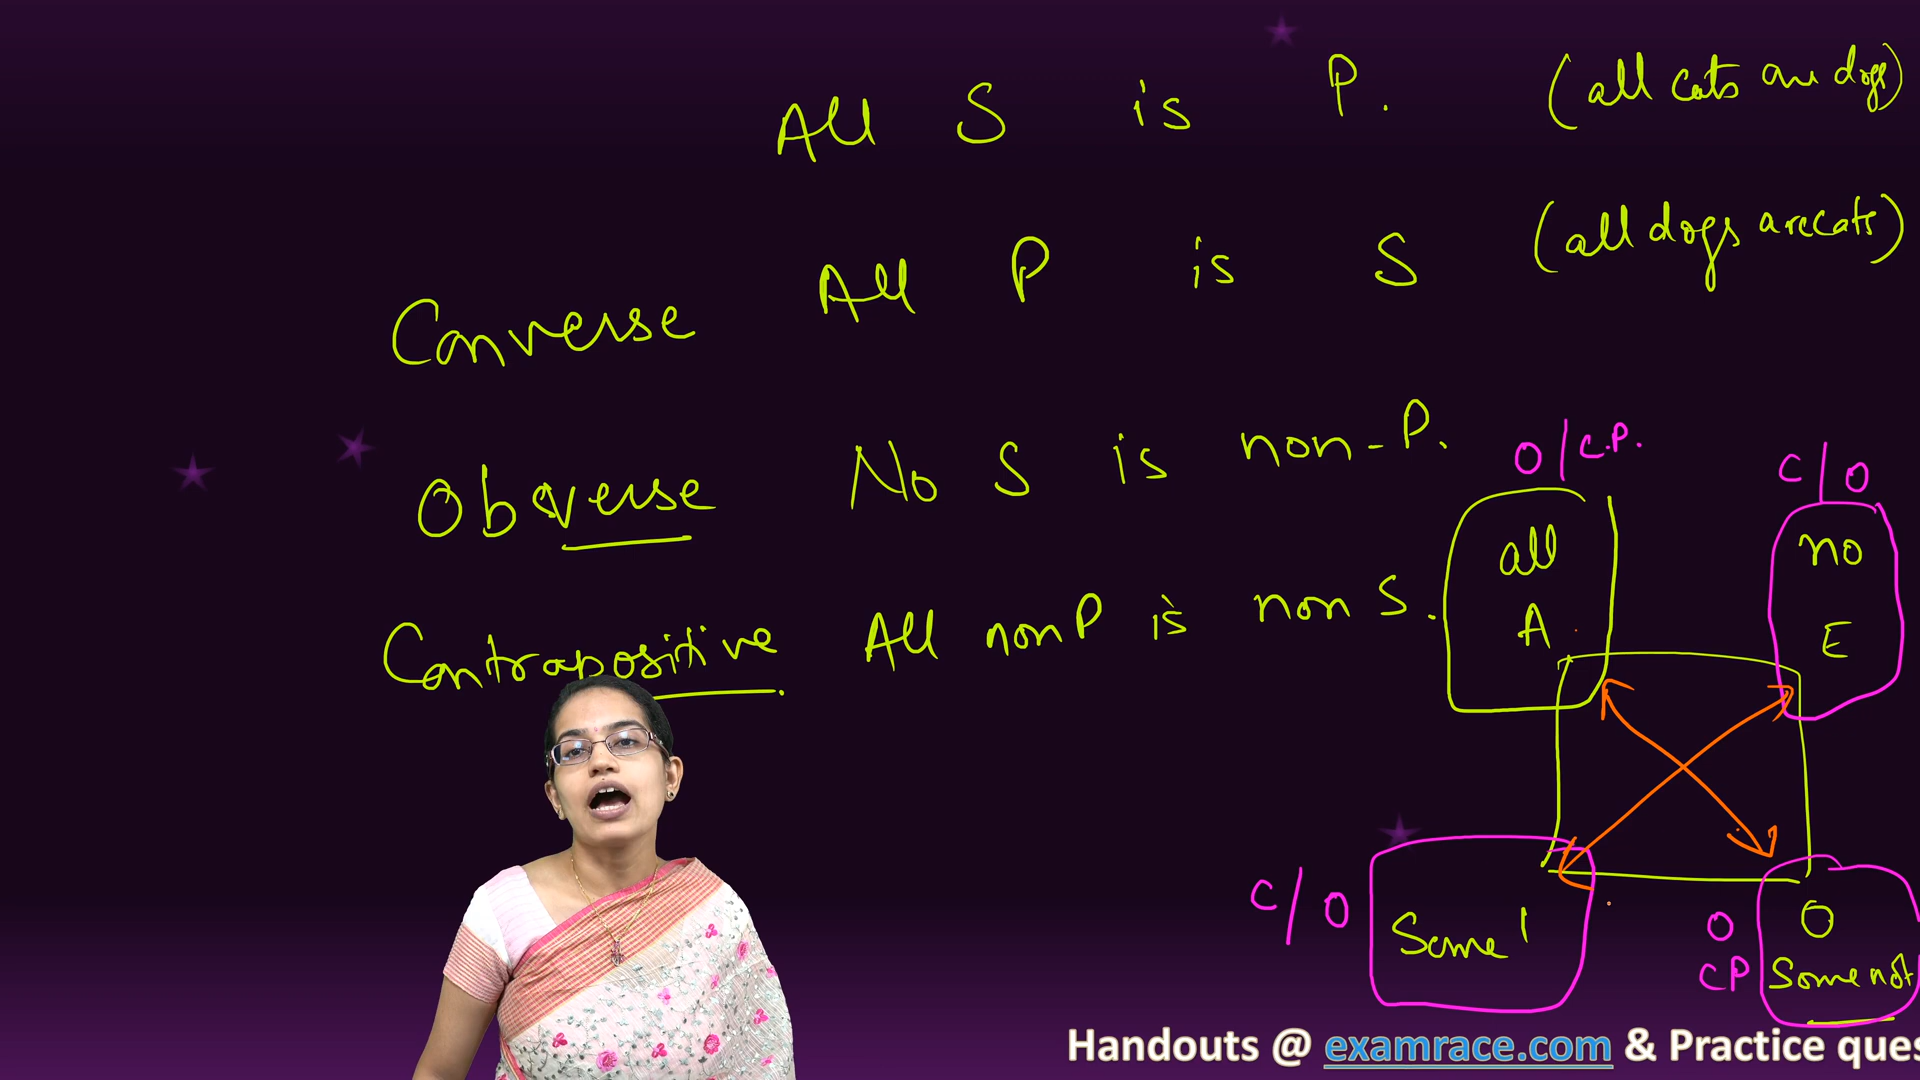 All S is P. (all cats are dogs)
Converse All P is S (all dogs are cats)
Obverse No S is non-P.
Contrapositive All non P is non S.
O/C.P.
C/O
all
A
no
E
C/O
Some I
O
CP
O
Some not
Handouts @ examrace.com & Practice ques